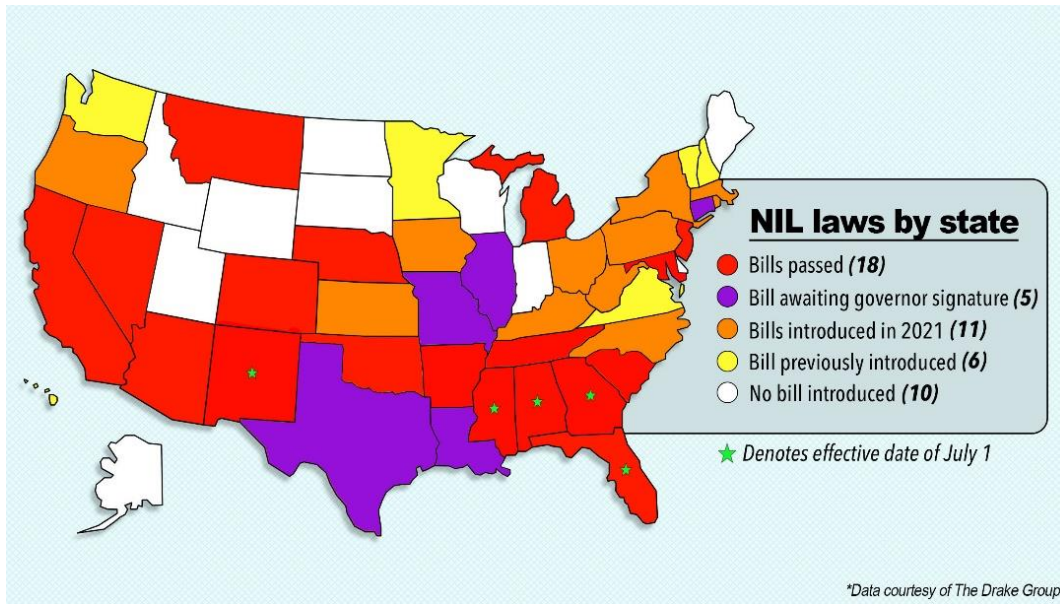 NIL laws by state
Bills passed (18)
Bill awaiting governor signature (5)
Bills introduced in 2021 (11)
Bill previously introduced (6)
No bill introduced (10)
Denotes effective date of July 1
*Data courtesy of The Drake Group